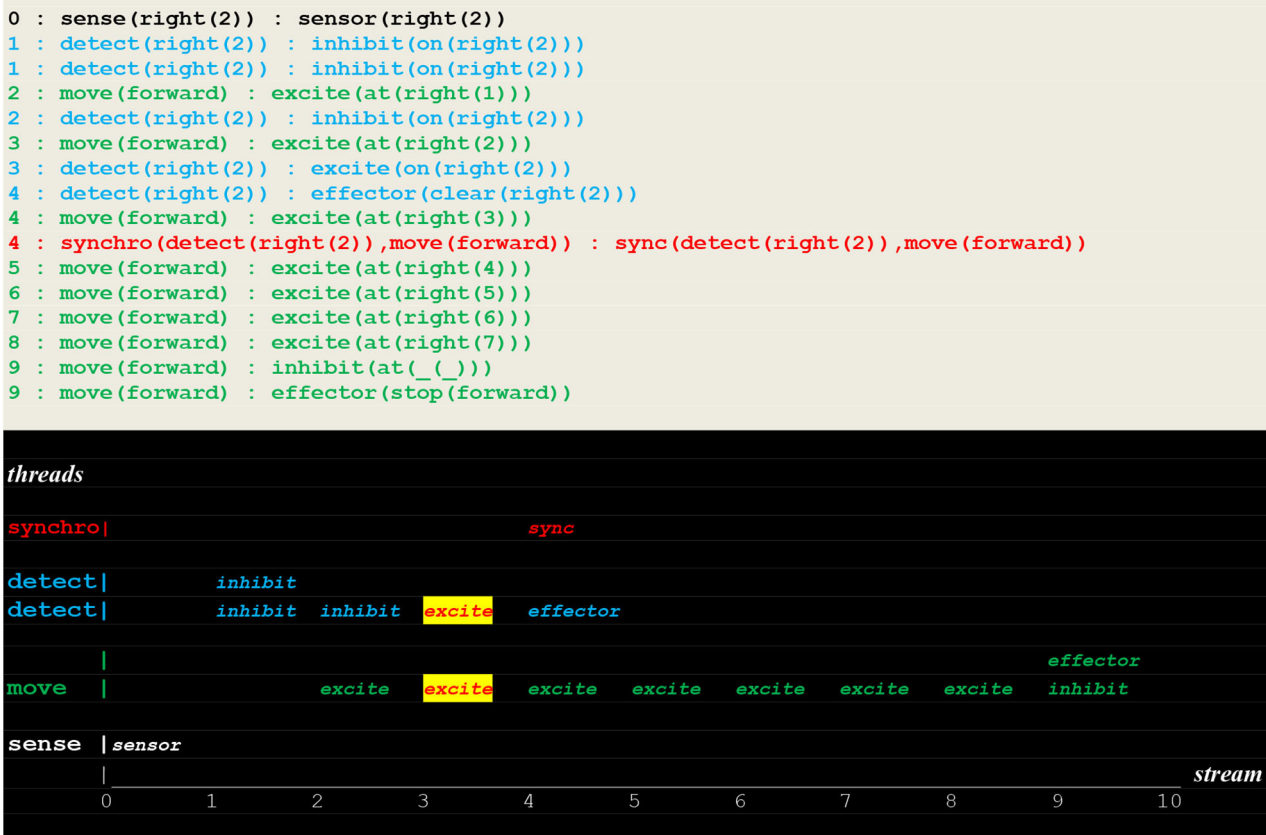 0 : sense(right(2)) : sensor(right(2))
1 : detect(right(2)) : inhibit(on(right(2)))
1 : detect(right(2)) : inhibit(on(right(2)))
2 : move(forward) : excite(at(right(1)))
2 : detect(right(2)) : inhibit(on(right(2)))
3 : move(forward) : excite(at(right(2)))
3 : detect(right(2)) : excite(on(right(2)))
4 : detect(right(2)) : effector(clear(right(2)))
4 : move(forward) : excite(at(right(3)))
4 : synchro(detect(right(2)),move(forward)) : sync(detect(right(2)),move(forward))
5 : move(forward) : excite(at(right(4)))
6 : move(forward) : excite(at(right(5)))
7 : move(forward) : excite(at(right(6)))
8 : move(forward) : excite(at(right(7)))
9 : move(forward) : inhibit(at(_(_)))
9 : move(forward) : effector(stop(forward))
threads
synchro| sync
detect| inhibit
detect| inhibit inhibit excite effector
| effector
move | excite excite excite excite excite excite excite inhibit
sense |sensor
| stream
0 1 2 3 4 5 6 7 8 9 10